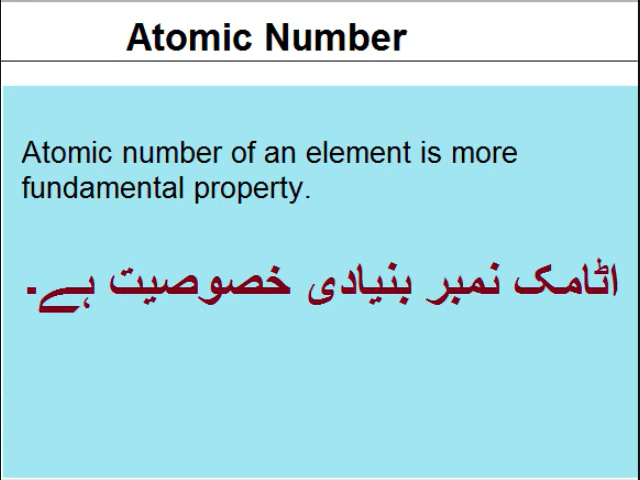 Atomic Number
Atomic number of an element is more
fundamental property.
اٹامک نمبر بنیادی خصوصیت ہے۔